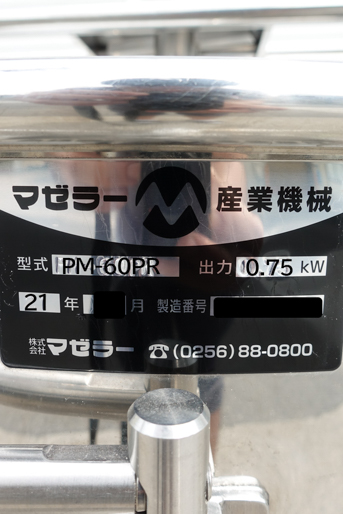 マゼラー 産業機械
型式 PM-60PR 出力 0.75 kW
21 年 月 製造番号
株式会社 マゼラー ☎(0256)88-0800